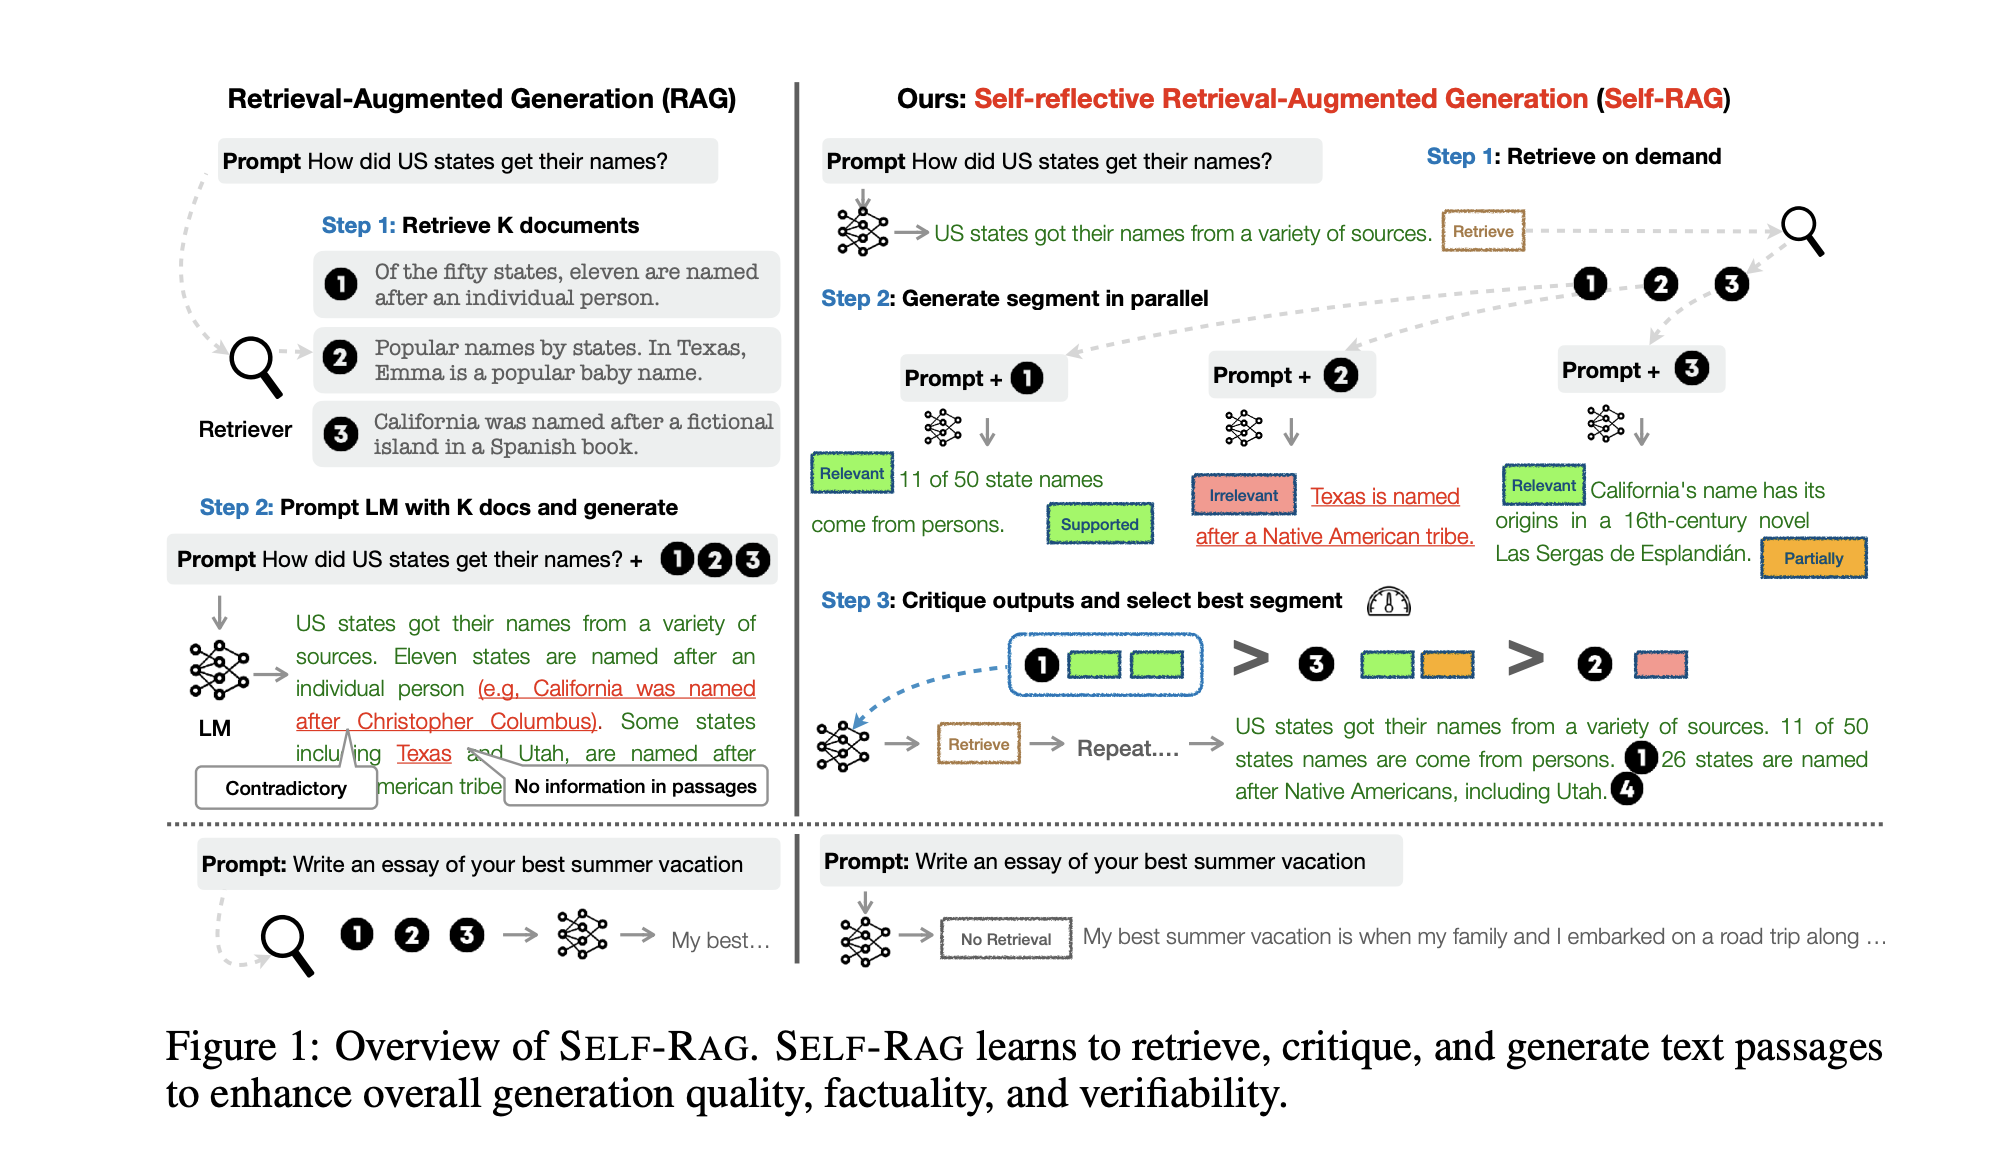 Retrieval-Augmented Generation (RAG)
Prompt How did US states get their names?
Step 1: Retrieve K documents
1 Of the fifty states, eleven are named
after an individual person.
2 Popular names by states. In Texas,
Emma is a popular baby name.
Retriever
3 California was named after a fictional
island in a Spanish book.
Step 2: Prompt LM with K docs and generate
Prompt How did US states get their names? + 1 2 3
LM
US states got their names from a variety of
sources. Eleven states are named after an
individual person (e.g, California was named
after Christopher Columbus). Some states
including Texas and Utah, are named after
merican tribe
Contradictory
No information in passages
Prompt: Write an essay of your best summer vacation
1 2 3
My best…
Ours: Self-reflective Retrieval-Augmented Generation (Self-RAG)
Prompt How did US states get their names?
Step 1: Retrieve on demand
US states got their names from a variety of sources. Retrieve
1 2 3
Step 2: Generate segment in parallel
Prompt + 1
Prompt + 2
Prompt + 3
Relevant 11 of 50 state names
come from persons. Supported
Irrelevant Texas is named
after a Native American tribe.
Relevant California's name has its
origins in a 16th-century novel
Las Sergas de Esplandián. Partially
Step 3: Critique outputs and select best segment
1 > 3 > 2
Retrieve Repeat….
US states got their names from a variety of sources. 11 of 50
states names are come from persons. 1 26 states are named
after Native Americans, including Utah. 4
Prompt: Write an essay of your best summer vacation
No Retrieval My best summer vacation is when my family and I embarked on a road trip along …
Figure 1: Overview of SELF-RAG. SELF-RAG learns to retrieve, critique, and generate text passages
to enhance overall generation quality, factuality, and verifiability.